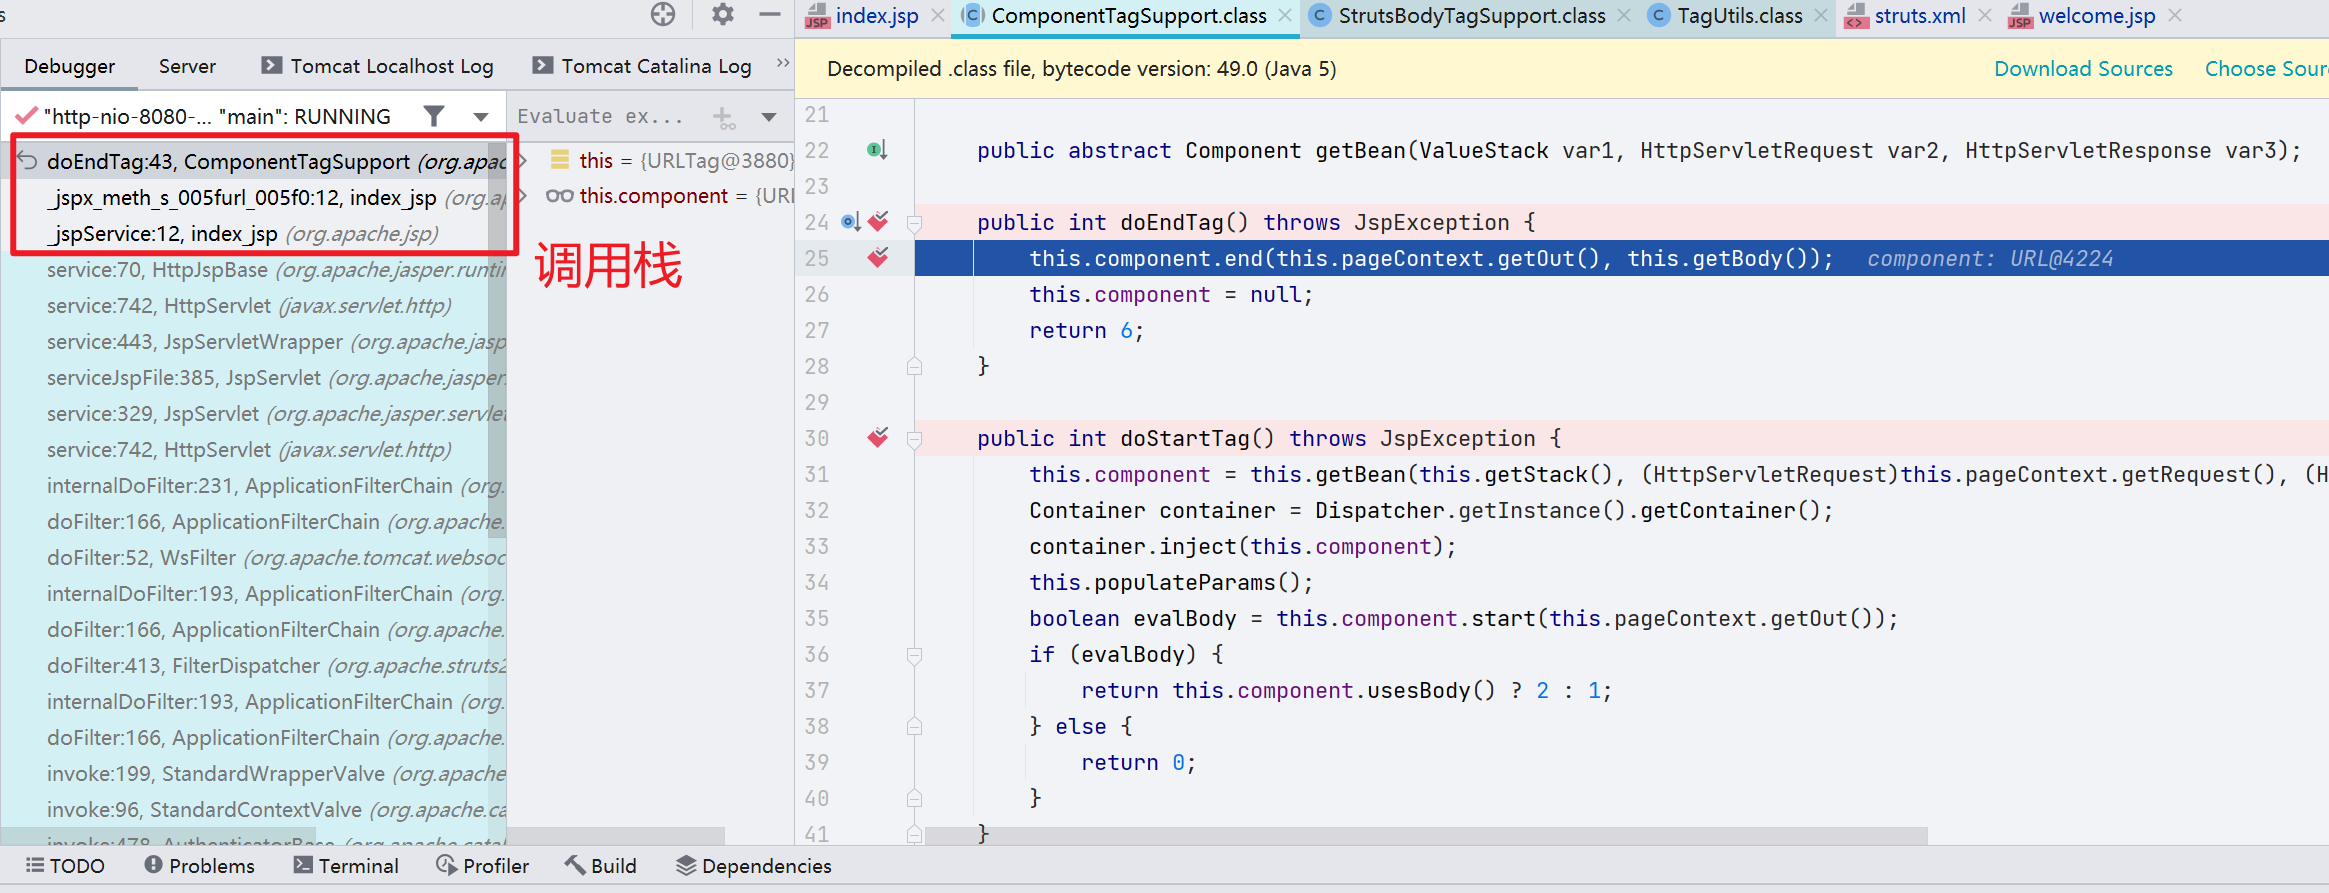 s
index.jsp
ComponentTagSupport.class
StrutsBodyTagSupport.class
TagUtils.class
struts.xml
welcome.jsp
Debugger
Server
Tomcat Localhost Log
Tomcat Catalina Log
Decompiled .class file, bytecode version: 49.0 (Java 5)
Download Sources
Choose Sour
"http-nio-8080-... "main": RUNNING
Evaluate ex...
doEndTag:43, ComponentTagSupport (org.apac
_jspx_meth_s_005furl_005f0:12, index_jsp (org.ap
_jspService:12, index_jsp (org.apache.jsp)
service:70, HttpJspBase (org.apache.jasper.runti
service:742, HttpServlet (javax.servlet.http)
service:443, JspServletWrapper (org.apache.jasp
serviceJspFile:385, JspServlet (org.apache.jasper.
service:329, JspServlet (org.apache.jasper.servlet
service:742, HttpServlet (javax.servlet.http)
internalDoFilter:231, ApplicationFilterChain (org.
doFilter:166, ApplicationFilterChain (org.apache.
doFilter:52, WsFilter (org.apache.tomcat.websoc
internalDoFilter:193, ApplicationFilterChain (org.
doFilter:166, ApplicationFilterChain (org.apache.
doFilter:413, FilterDispatcher (org.apache.struts2
internalDoFilter:193, ApplicationFilterChain (org.
doFilter:166, ApplicationFilterChain (org.apache.
invoke:199, StandardWrapperValve (org.apache
invoke:96, StandardContextValve (org.apache.ca
invoke:478, AuthenticatorBase (org.apache.catal
this = {URLTag@3880}
this.component = {URL
调用栈
21
22 public abstract Component getBean(ValueStack var1, HttpServletRequest var2, HttpServletResponse var3);
23
24 public int doEndTag() throws JspException {
25 this.component.end(this.pageContext.getOut(), this.getBody()); component: URL@4224
26 this.component = null;
27 return 6;
28 }
29
30 public int doStartTag() throws JspException {
31 this.component = this.getBean(this.getStack(), (HttpServletRequest)this.pageContext.getRequest(), (H
32 Container container = Dispatcher.getInstance().getContainer();
33 container.inject(this.component);
34 this.populateParams();
35 boolean evalBody = this.component.start(this.pageContext.getOut());
36 if (evalBody) {
37 return this.component.usesBody() ? 2 : 1;
38 } else {
39 return 0;
40 }
41 }
TODO
Problems
Terminal
Profiler
Build
Dependencies